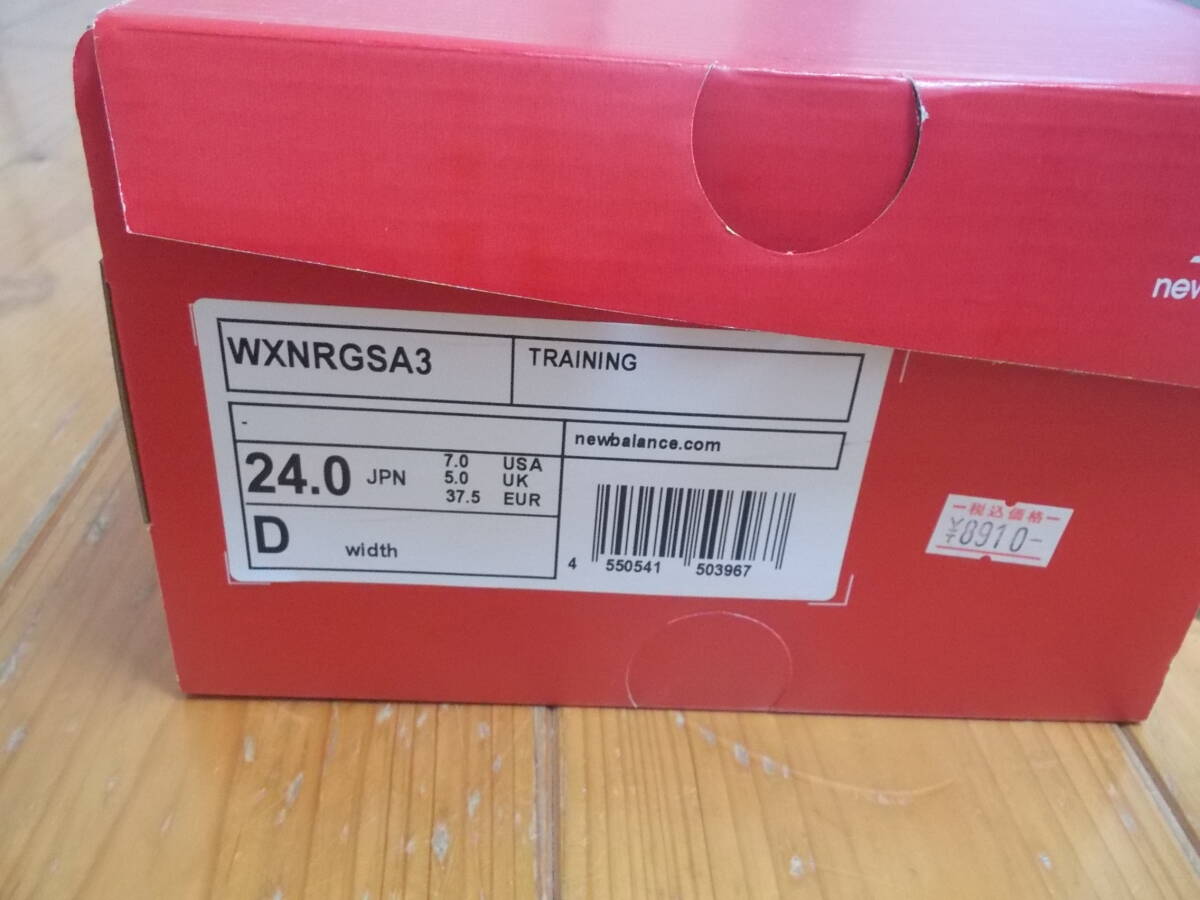 new
WXNRGSA3
TRAINING
-
newbalance.com
24.0 JPN
7.0 USA
5.0 UK
37.5 EUR
D width
4 550541 503967
税込価格
¥8910-